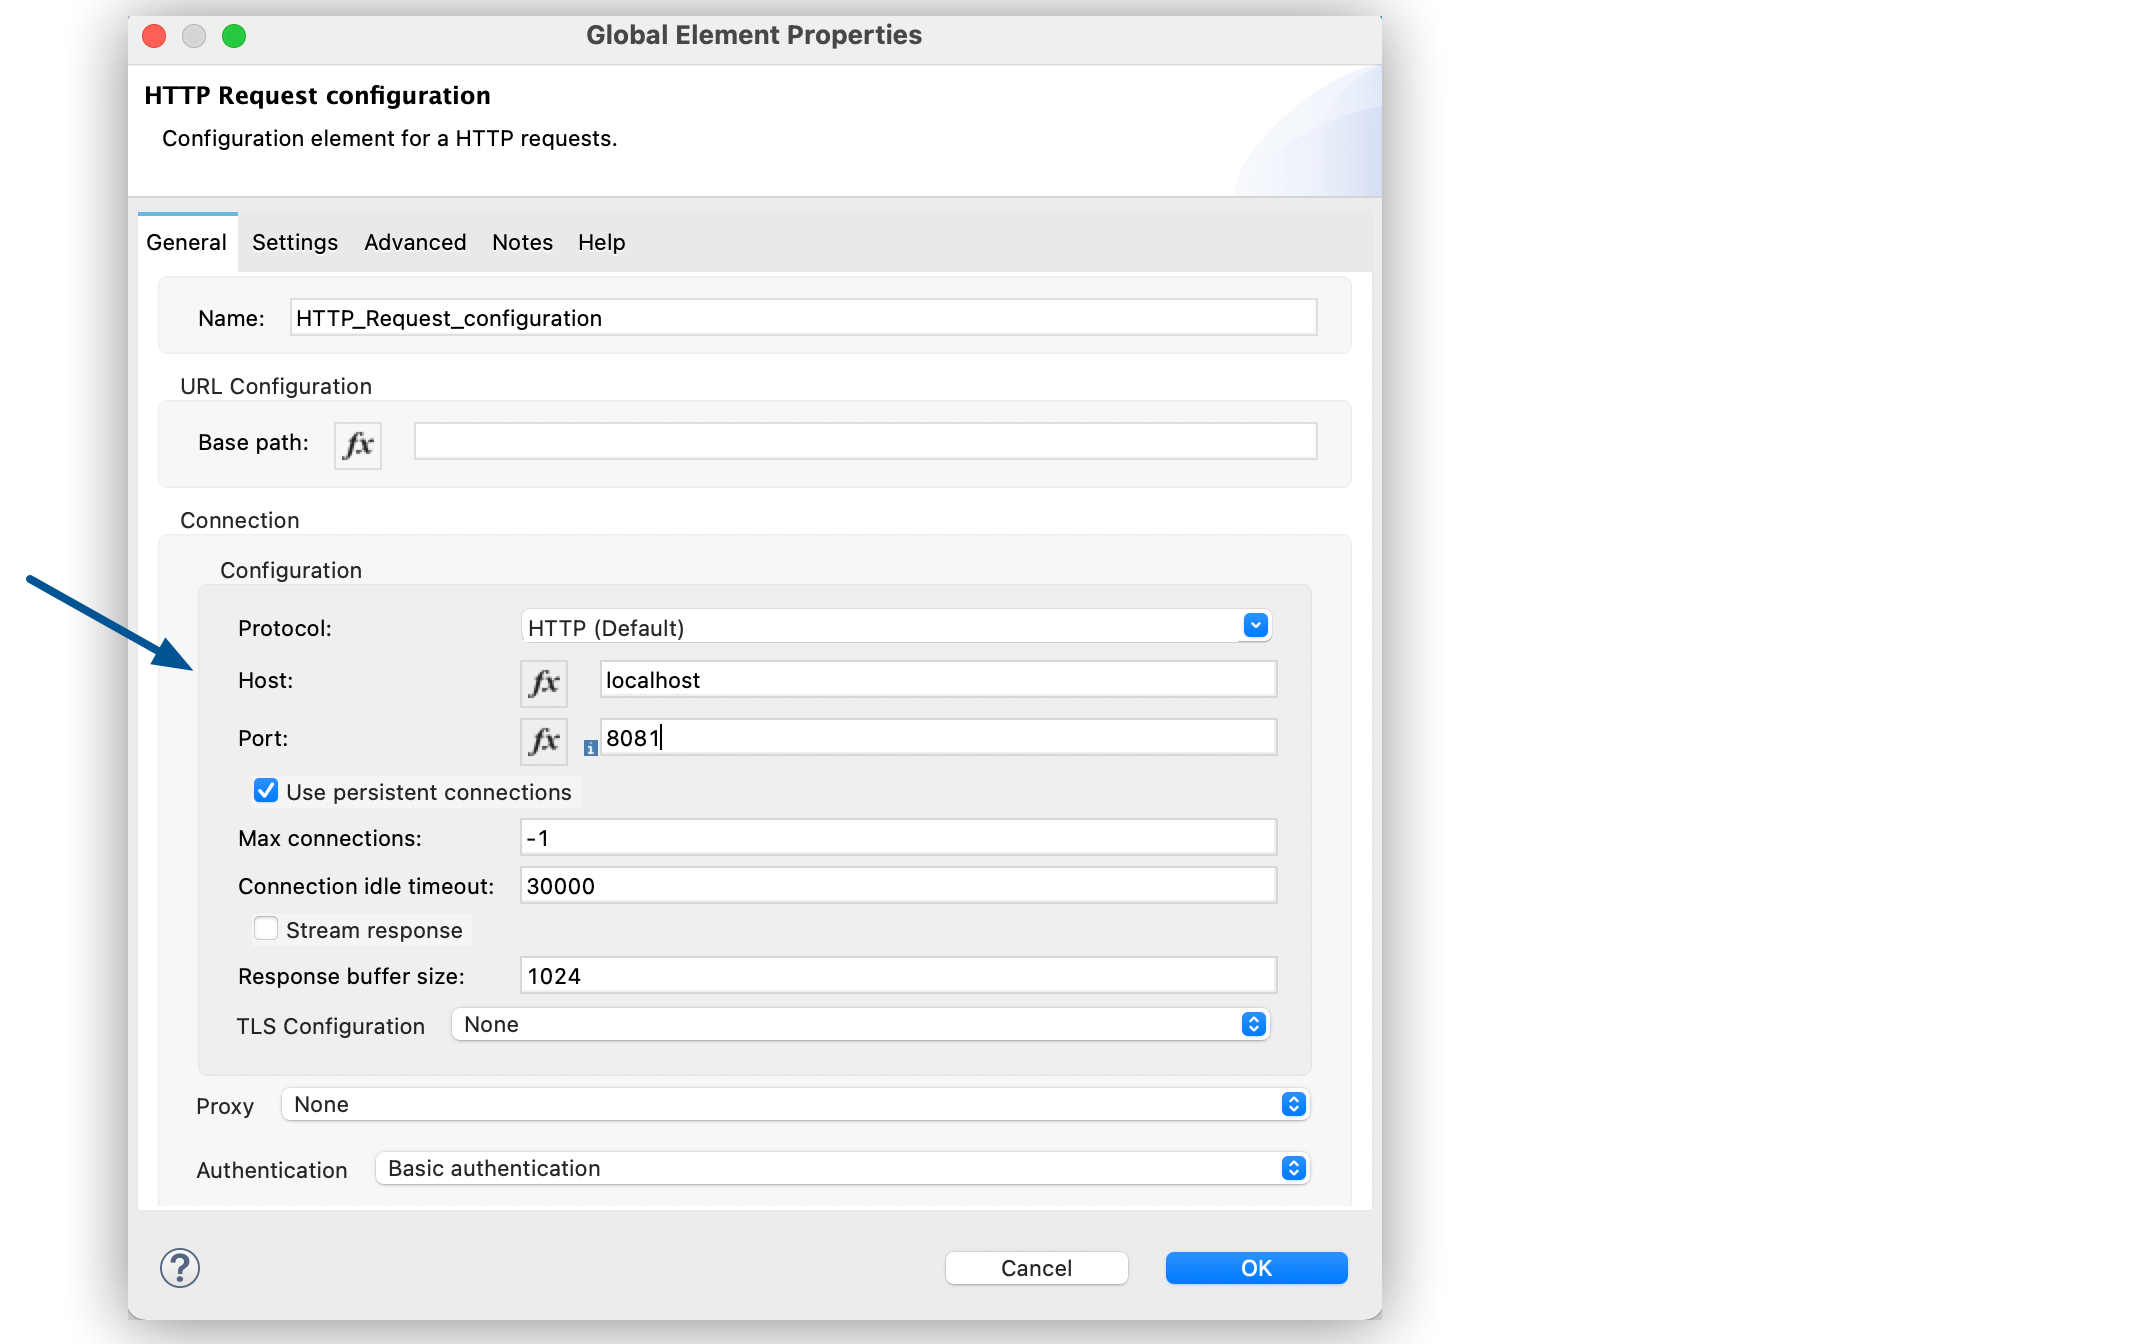 Global Element Properties
HTTP Request configuration
Configuration element for a HTTP requests.
General Settings Advanced Notes Help
Name: HTTP_Request_configuration
URL Configuration
Base path: fx
Connection
Configuration
Protocol: HTTP (Default)
Host: fx localhost
Port: fx i 8081
Use persistent connections
Max connections: -1
Connection idle timeout: 30000
Stream response
Response buffer size: 1024
TLS Configuration None
Proxy None
Authentication Basic authentication
? Cancel OK